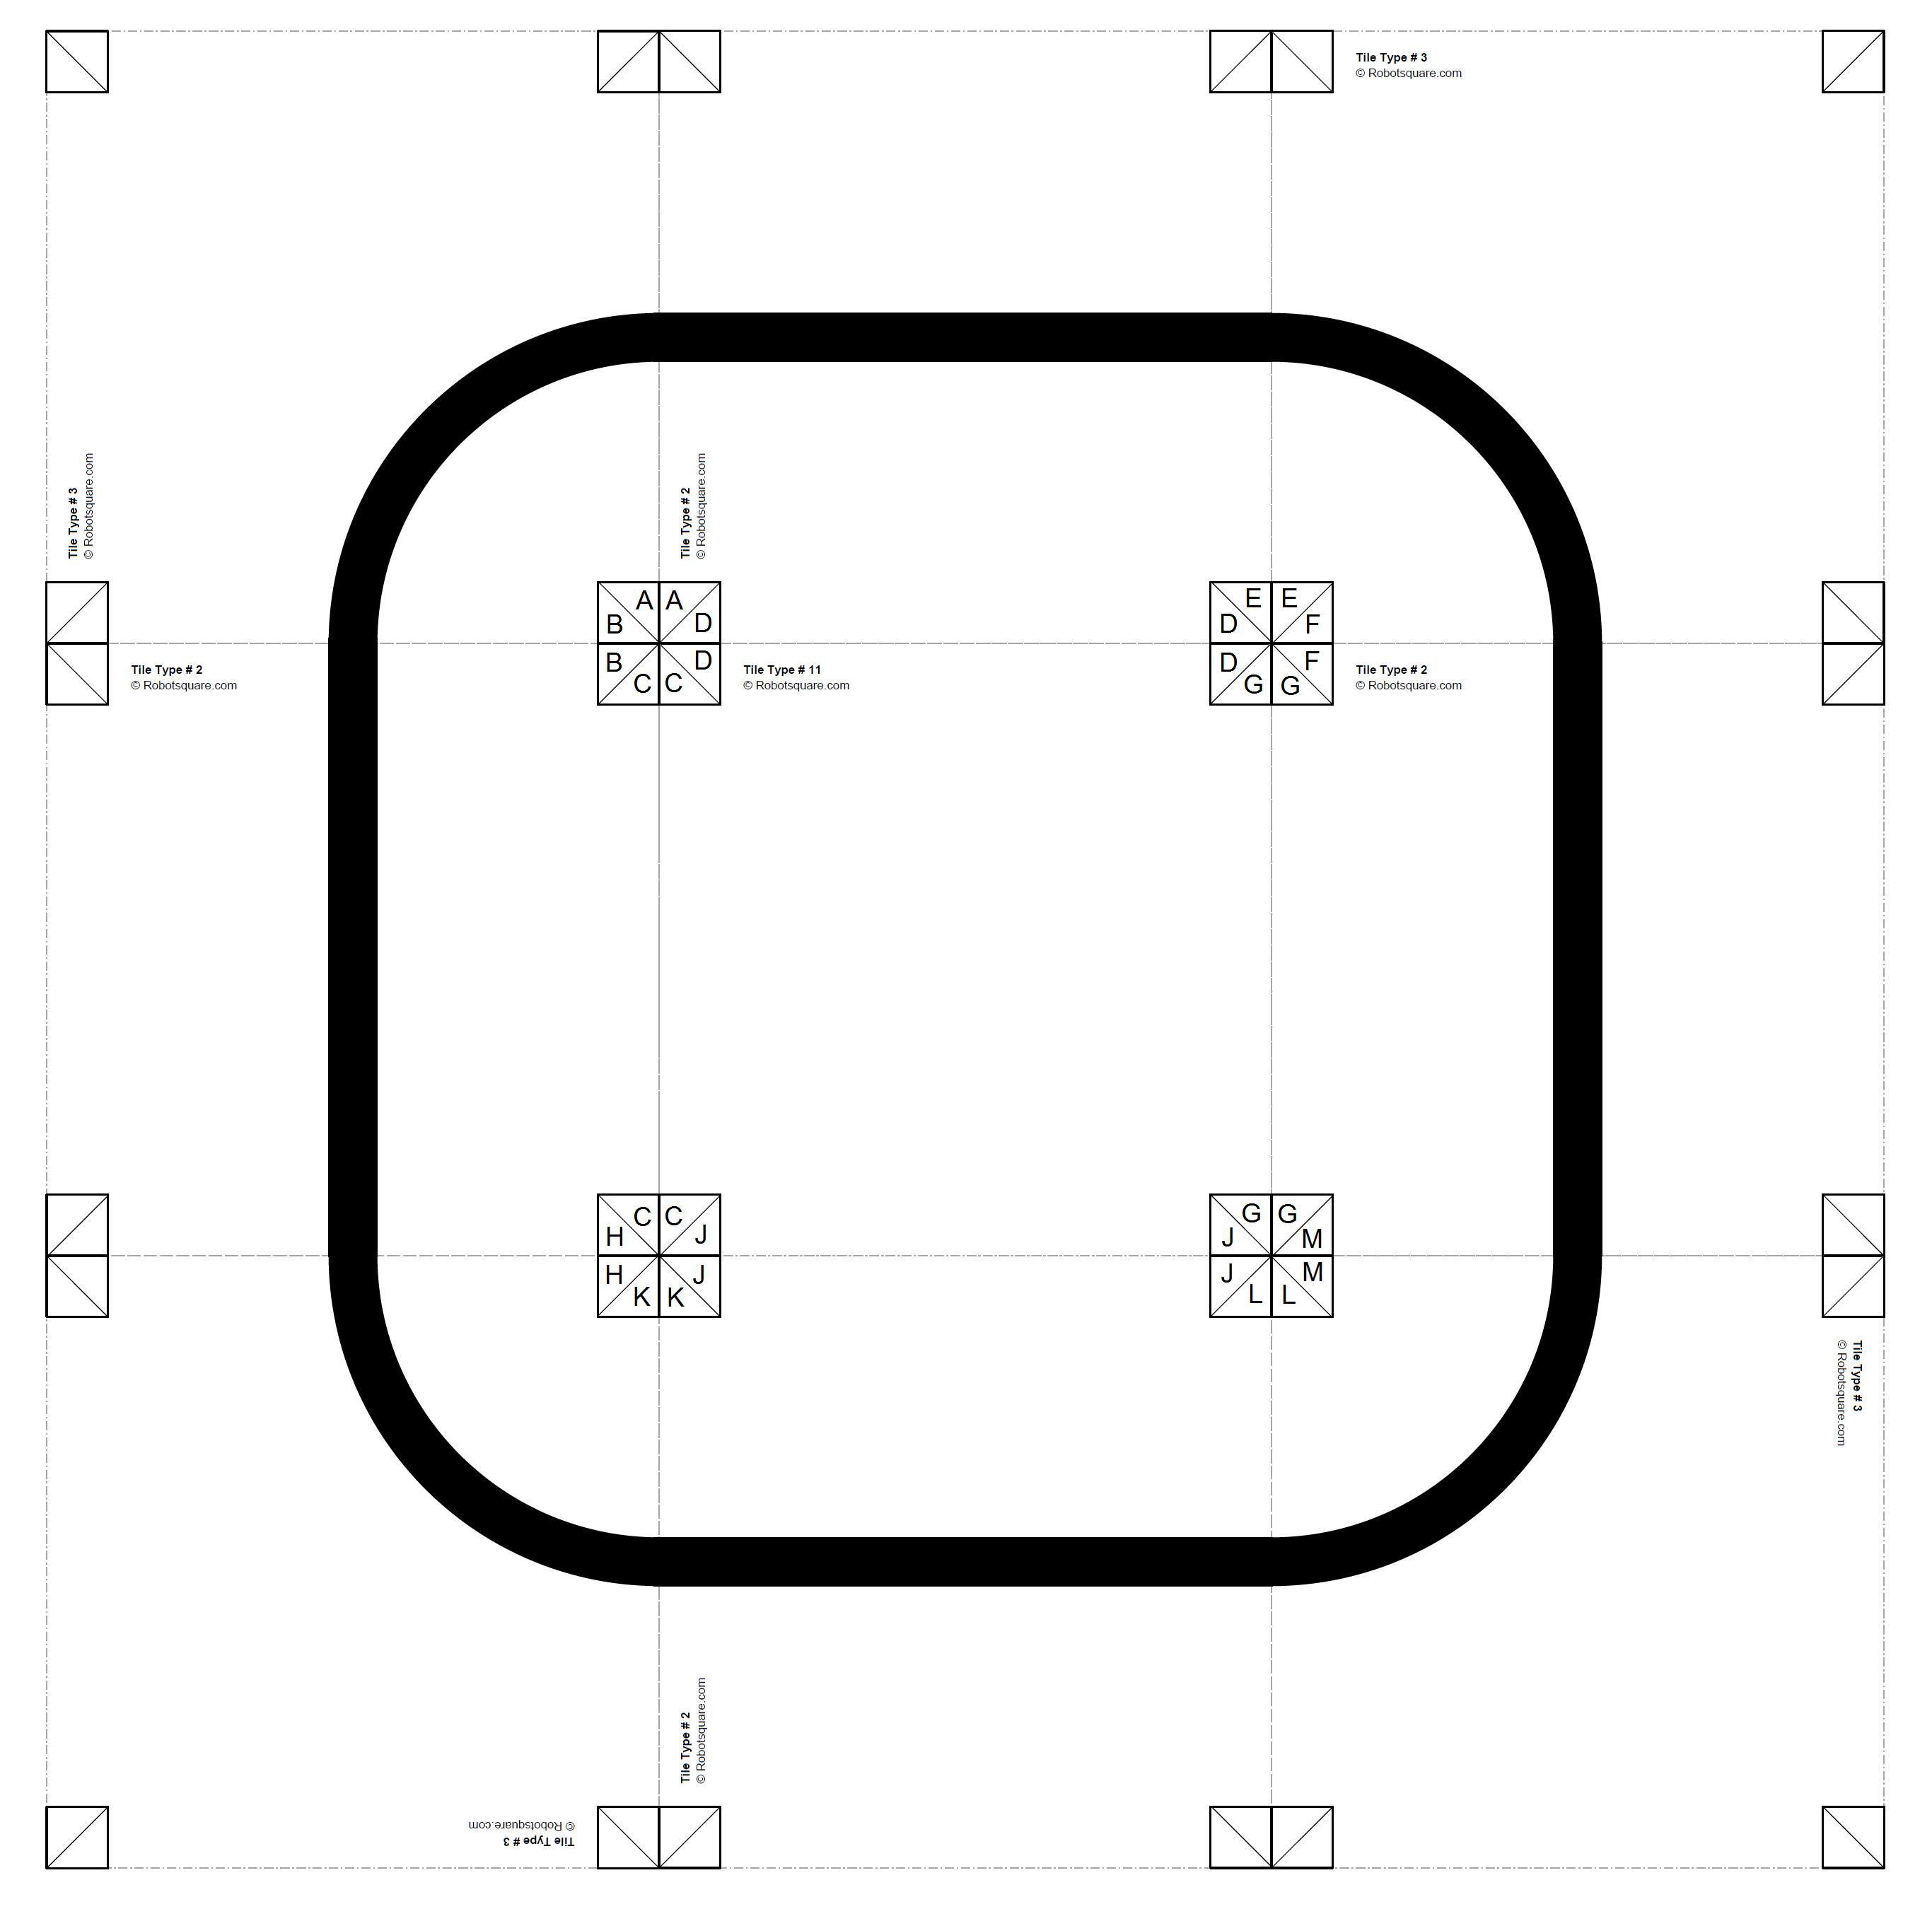 Tile Type # 3
© Robotsquare.com
Tile Type # 3
© Robotsquare.com
Tile Type # 2
© Robotsquare.com
A A
B D
B D
C C
E E
D F
D F
G G
Tile Type # 2
© Robotsquare.com
Tile Type # 11
© Robotsquare.com
Tile Type # 2
© Robotsquare.com
C C
H J
H J
K K
G G
J M
J M
L L
Tile Type # 3
© Robotsquare.com
Tile Type # 2
© Robotsquare.com
Tile Type # 3
© Robotsquare.com